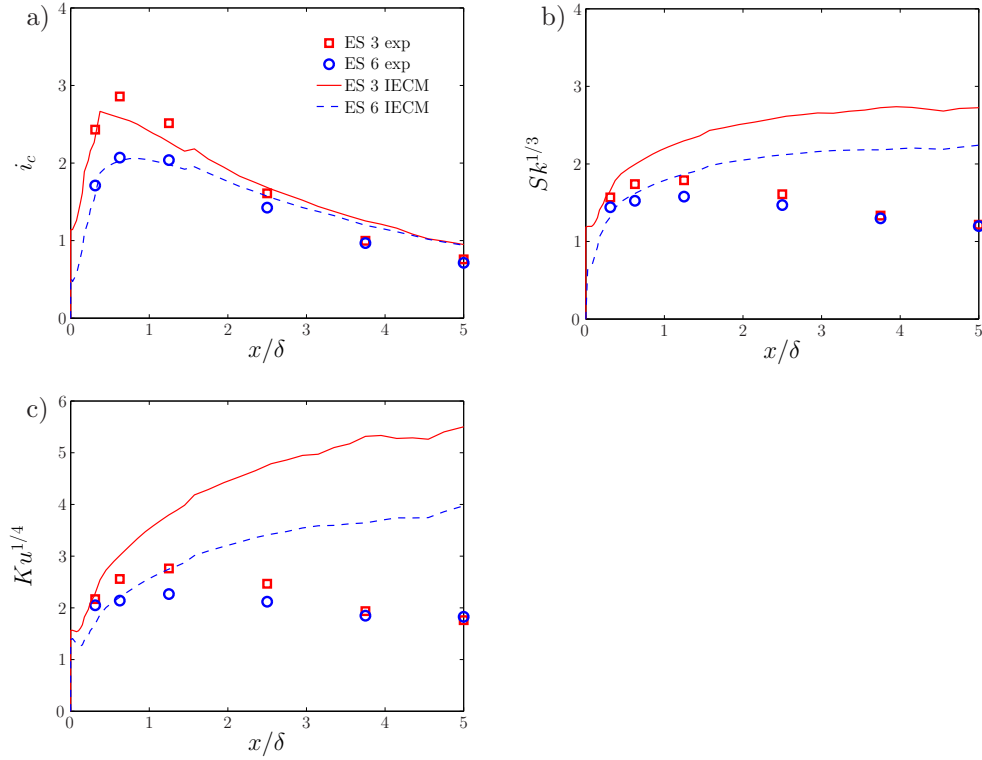 a)
4
3
2
1
0
i_c
0 1 2 3 4 5
x/δ
ES 3 exp
ES 6 exp
ES 3 IECM
ES 6 IECM
b)
4
3
2
1
0
Sk^{1/3}
0 1 2 3 4 5
x/δ
c)
6
5
4
3
2
1
0
Ku^{1/4}
0 1 2 3 4 5
x/δ